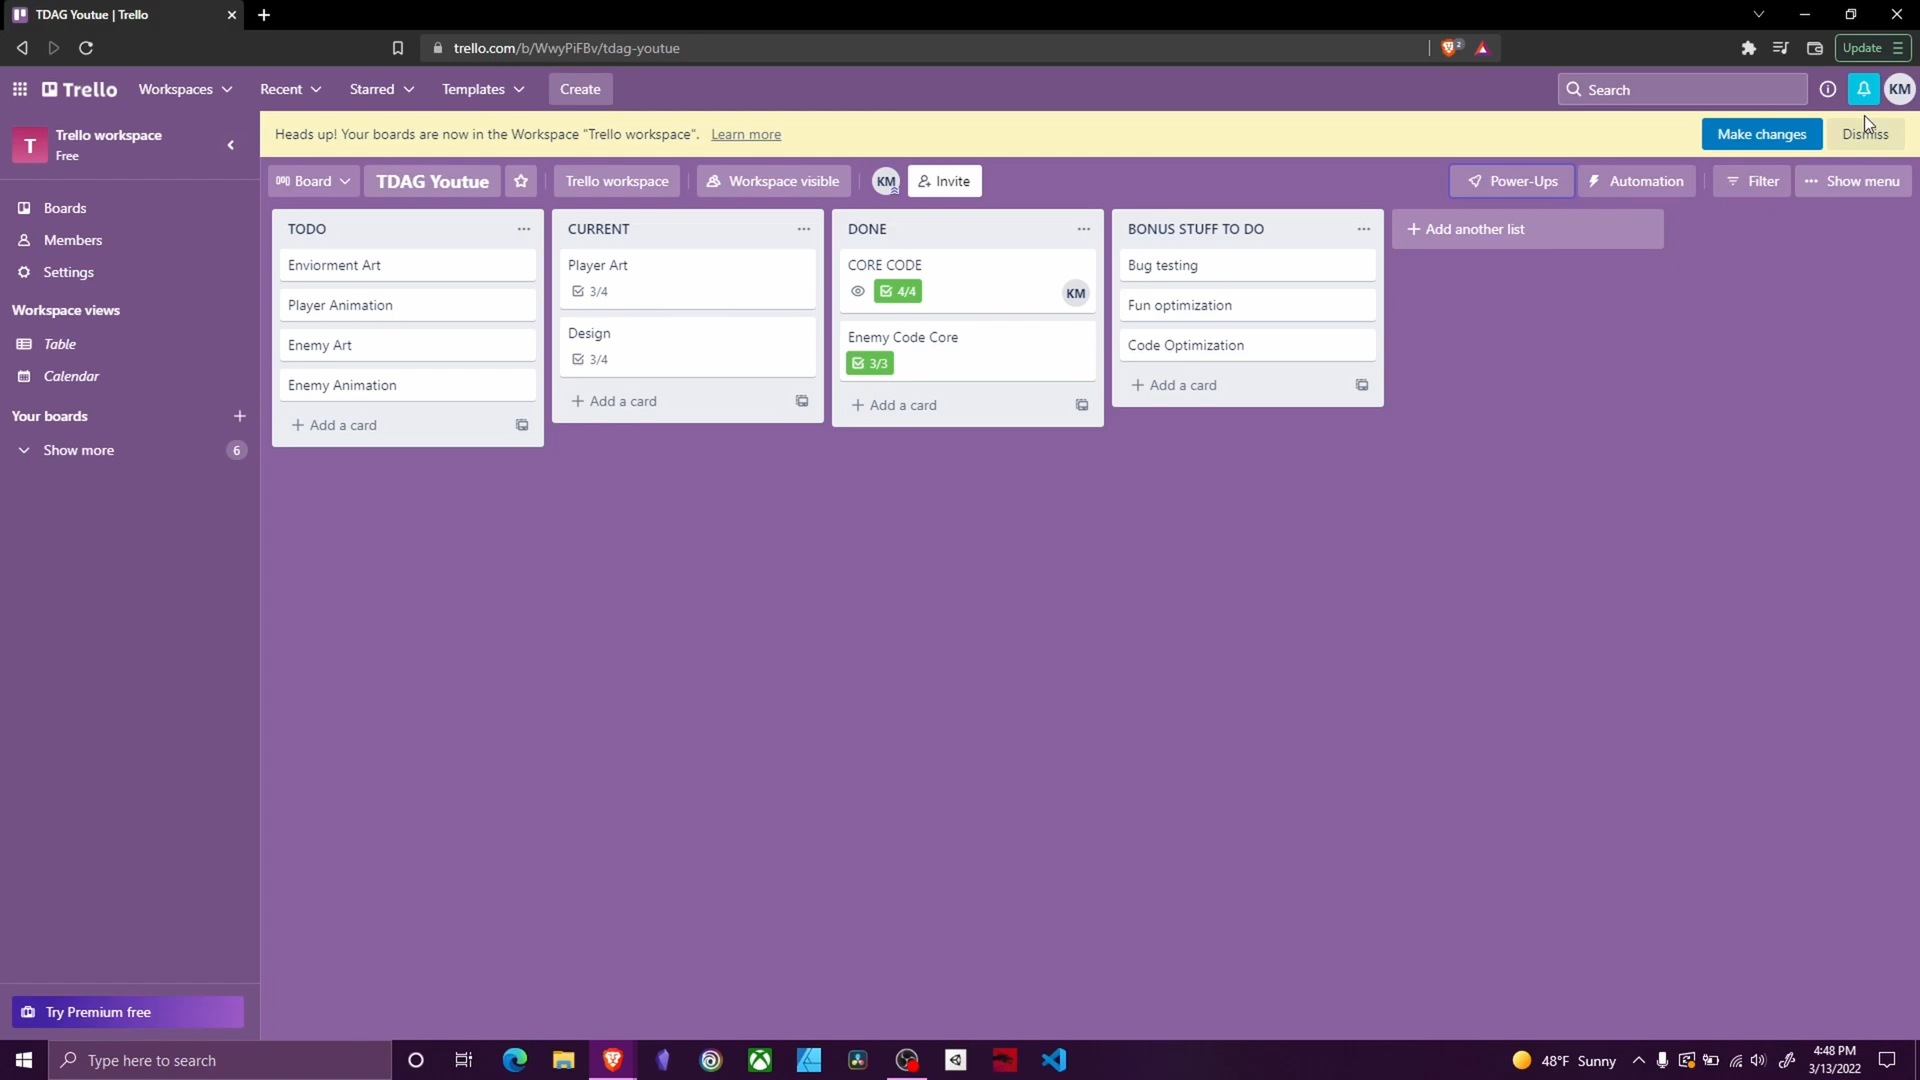 TDAG Youtue | Trello
trello.com/b/WwyPiFBv/tdag-youtue
2
Update
Trello
Workspaces
Recent
Starred
Templates
Create
Search
KM
T
Trello workspace
Free
Heads up! Your boards are now in the Workspace "Trello workspace". Learn more
Make changes
Dismiss
Board
TDAG Youtue
Trello workspace
Workspace visible
KM
Invite
Power-Ups
Automation
Filter
Show menu
Boards
Members
Settings
Workspace views
Table
Calendar
Your boards
Show more
6
Try Premium free
TODO
Enviorment Art
Player Animation
Enemy Art
Enemy Animation
Add a card
CURRENT
Player Art
3/4
Design
3/4
Add a card
DONE
CORE CODE
4/4
KM
Enemy Code Core
3/3
Add a card
BONUS STUFF TO DO
Bug testing
Fun optimization
Code Optimization
Add a card
Add another list
Type here to search
48°F Sunny
4:48 PM
3/13/2022